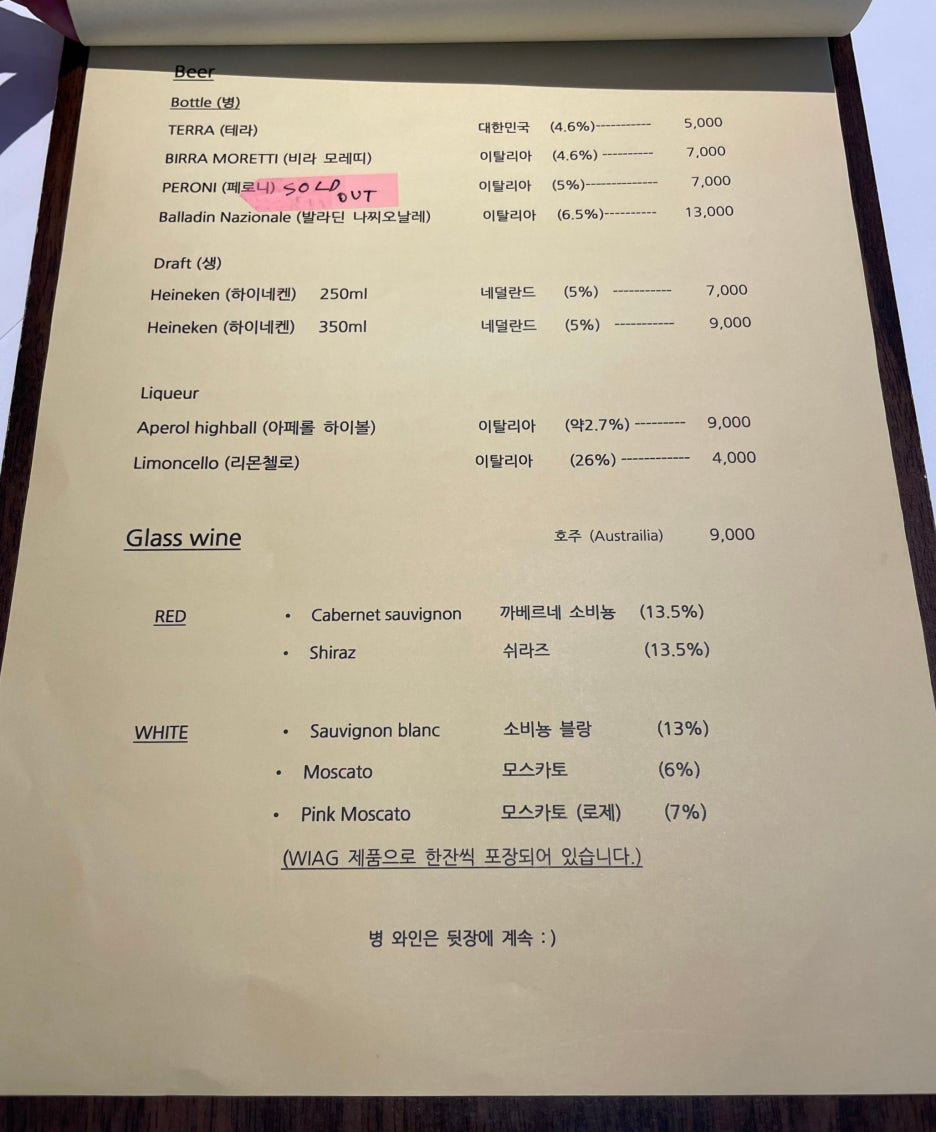 Beer
Bottle (병)
TERRA (테라) 대한민국 (4.6%)----------- 5,000
BIRRA MORETTI (비라 모레띠) 이탈리아 (4.6%) ---------- 7,000
PERONI (페로니) SOLD OUT 이탈리아 (5%)-------------- 7,000
Balladin Nazionale (발라딘 나찌오날레) 이탈리아 (6.5%)---------- 13,000
Draft (생)
Heineken (하이네켄) 250ml 네덜란드 (5%) ----------- 7,000
Heineken (하이네켄) 350ml 네덜란드 (5%) ----------- 9,000
Liqueur
Aperol highball (아페롤 하이볼) 이탈리아 (약2.7%) --------- 9,000
Limoncello (리몬첼로) 이탈리아 (26%) ------------ 4,000
Glass wine 호주 (Austrailia) 9,000
RED • Cabernet sauvignon 까베르네 소비뇽 (13.5%)
• Shiraz 쉬라즈 (13.5%)
WHITE • Sauvignon blanc 소비뇽 블랑 (13%)
• Moscato 모스카토 (6%)
• Pink Moscato 모스카토 (로제) (7%)
(WIAG 제품으로 한잔씩 포장되어 있습니다.)
병 와인은 뒷장에 계속 : )